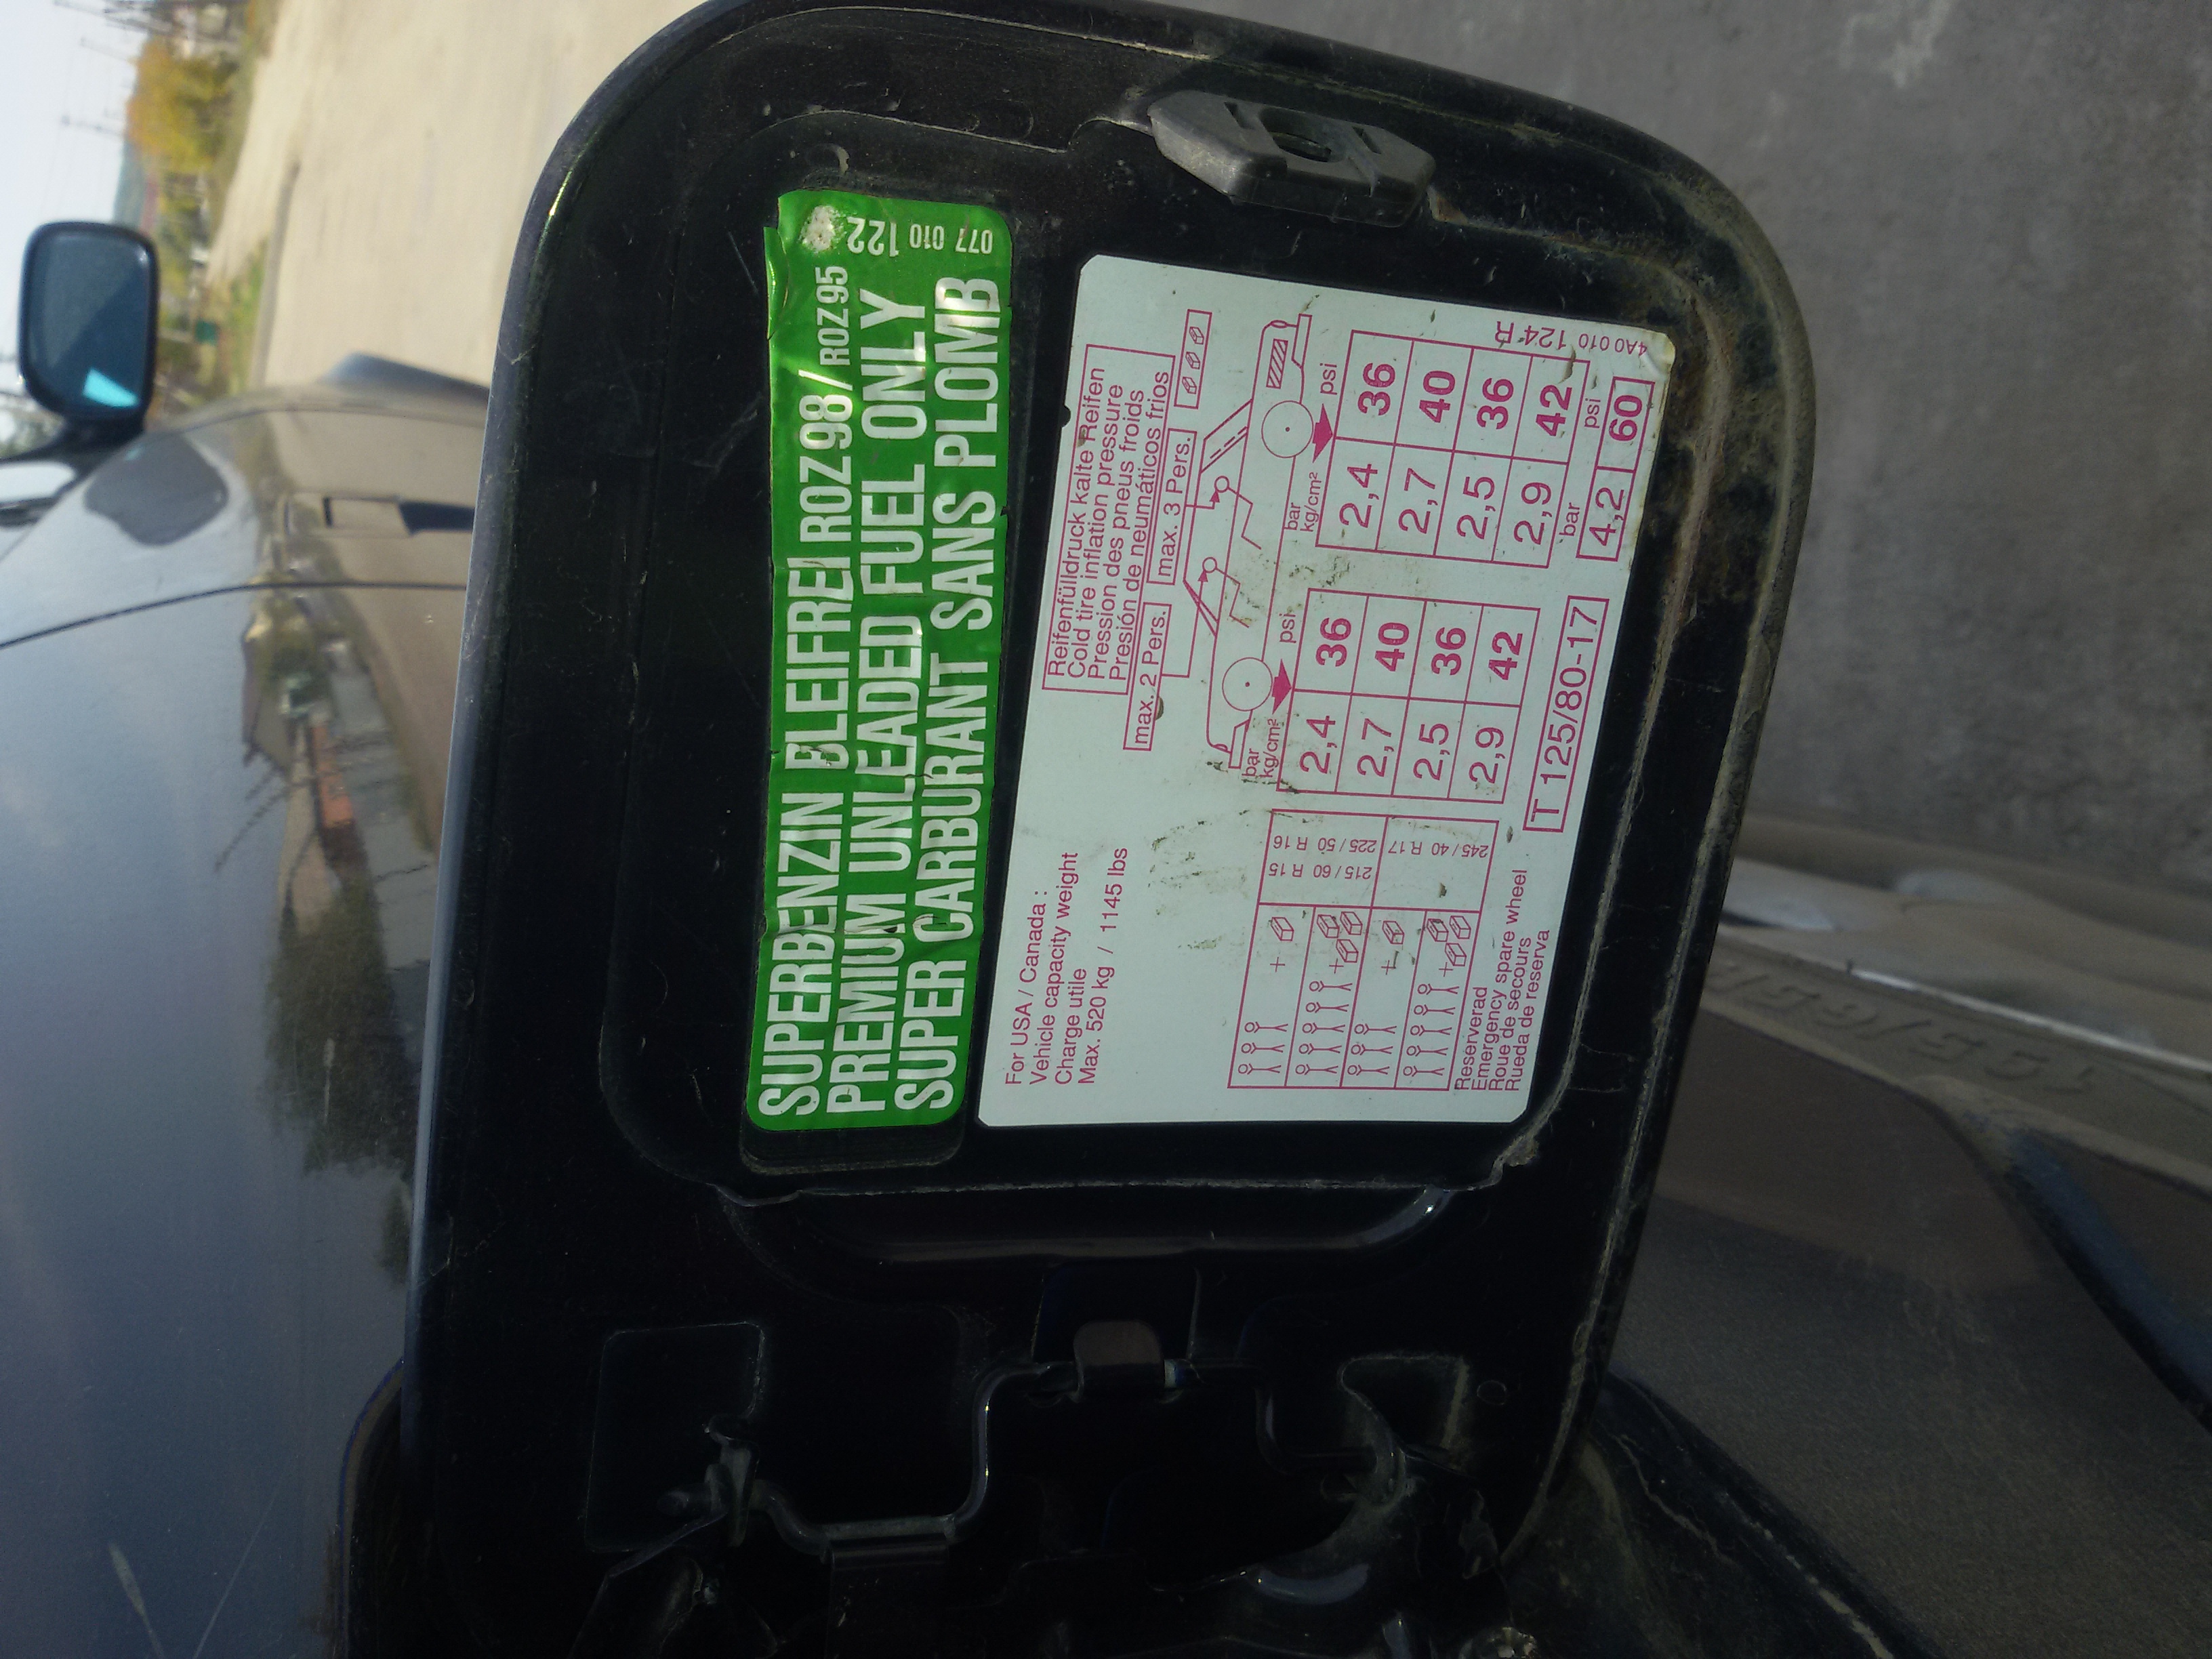 SUPERBENZIN BLEIFREI ROZ 98/ ROZ 95
PREMIUM UNLEADED FUEL ONLY
SUPER CARBURANT SANS PLOMB
077 010 122
Reifenfülldruck kalte Reifen
Cold tire inflation pressure
Pression des pneus froids
Presión de neumáticos frios
For USA / Canada :
Vehicle capacity weight
Charge utile
Max. 520 kg / 1145 lbs
max. 2 Pers.
max. 3 Pers.
bar kg/cm² psi
bar kg/cm² psi
215 / 60 R 15
225 / 50 R 16
2,4 36 2,4 36
2,7 40 2,7 40
245 / 40 R 17
2,5 36 2,5 36
2,9 42 2,9 42
Reserverad
Emergency spare wheel
Roue de secours
Rueda de reserva
T 125/80-17
bar psi
4,2 60
4A0 010 124 R